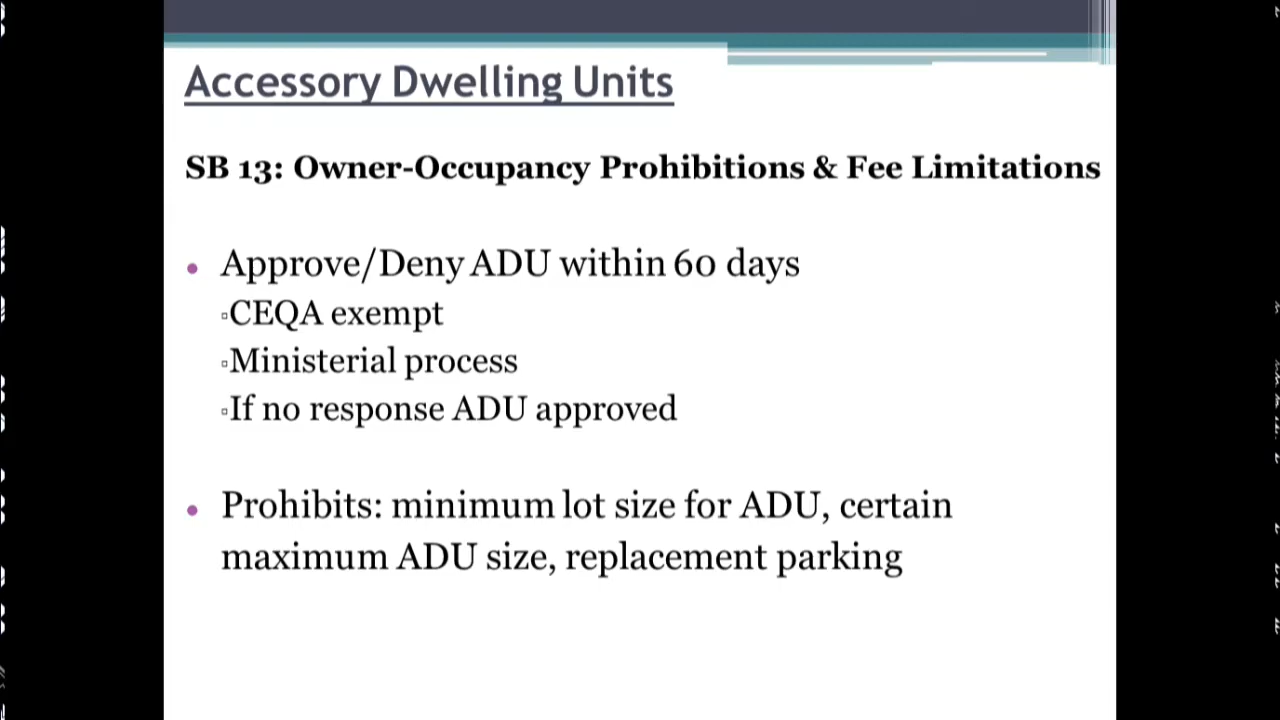 Accessory Dwelling Units
SB 13: Owner-Occupancy Prohibitions & Fee Limitations
• Approve/Deny ADU within 60 days
▫CEQA exempt
▫Ministerial process
▫If no response ADU approved
• Prohibits: minimum lot size for ADU, certain
maximum ADU size, replacement parking